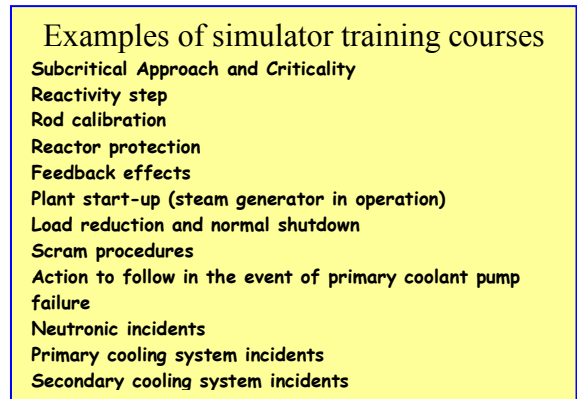 Examples of simulator training courses
Subcritical Approach and Criticality
Reactivity step
Rod calibration
Reactor protection
Feedback effects
Plant start-up (steam generator in operation)
Load reduction and normal shutdown
Scram procedures
Action to follow in the event of primary coolant pump
failure
Neutronic incidents
Primary cooling system incidents
Secondary cooling system incidents